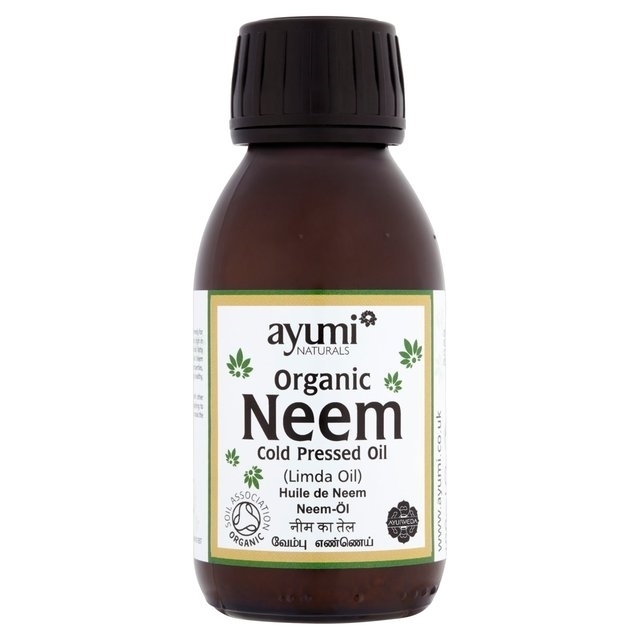 ayumi
NATURALS
Organic
Neem
Cold Pressed Oil
(Limda Oil)
Huile de Neem
Neem-Öl
नीम का तेल
வேம்பு எண்ணெய்
SOIL ASSOCIATION
ORGANIC
AYURVEDA
www.ayumi.co.uk